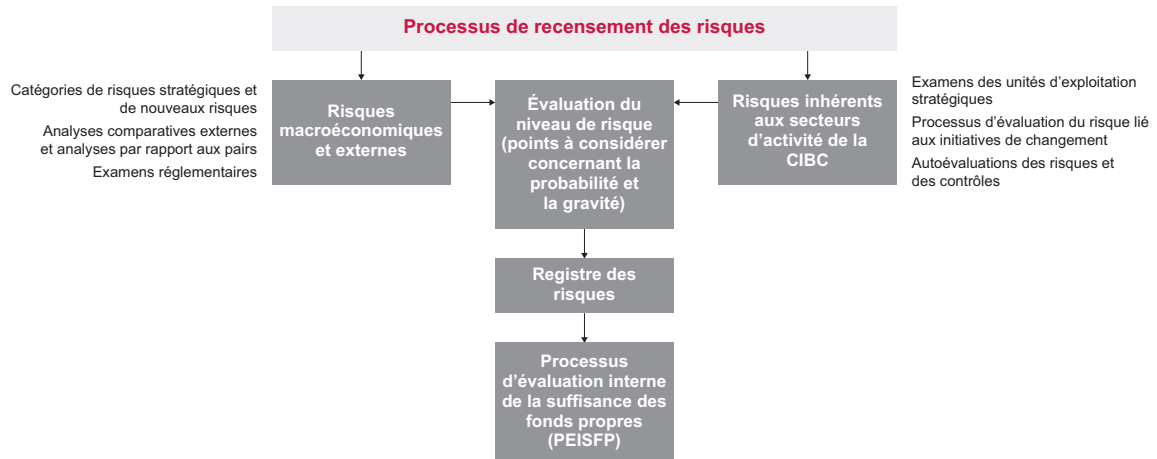 Processus de recensement des risques
Catégories de risques stratégiques et
de nouveaux risques
Analyses comparatives externes
et analyses par rapport aux pairs
Examens réglementaires
Risques
macroéconomiques
et externes
Évaluation du
niveau de risque
(points à considérer
concernant la
probabilité et
la gravité)
Risques inhérents
aux secteurs
d’activité de la
CIBC
Examens des unités d’exploitation
stratégiques
Processus d’évaluation du risque lié
aux initiatives de changement
Autoévaluations des risques et
des contrôles
Registre des
risques
Processus
d’évaluation interne
de la suffisance des
fonds propres
(PEISFP)